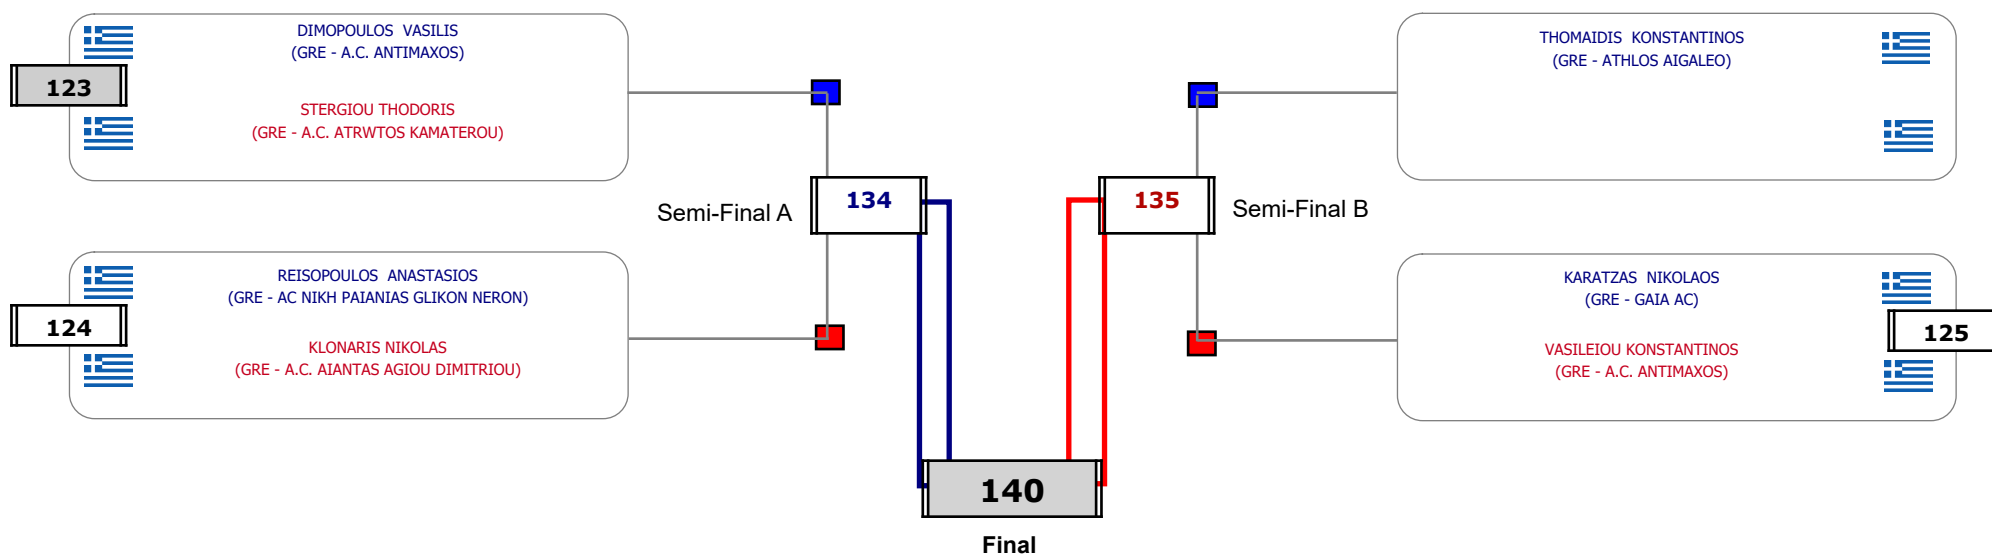 DIMOPOULOS VASILIS
(GRE - A.C. ANTIMAXOS)
123
STERGIOU THODORIS
(GRE - A.C. ATRWTOS KAMATEROU)
THOMAIDIS KONSTANTINOS
(GRE - ATHLOS AIGALEO)
Semi-Final A
134
135
Semi-Final B
REISOPOULOS ANASTASIOS
(GRE - AC NIKH PAIANIAS GLIKON NERON)
124
KLONARIS NIKOLAS
(GRE - A.C. AIANTAS AGIOU DIMITRIOU)
KARATZAS NIKOLAOS
(GRE - GAIA AC)
125
VASILEIOU KONSTANTINOS
(GRE - A.C. ANTIMAXOS)
140
Final